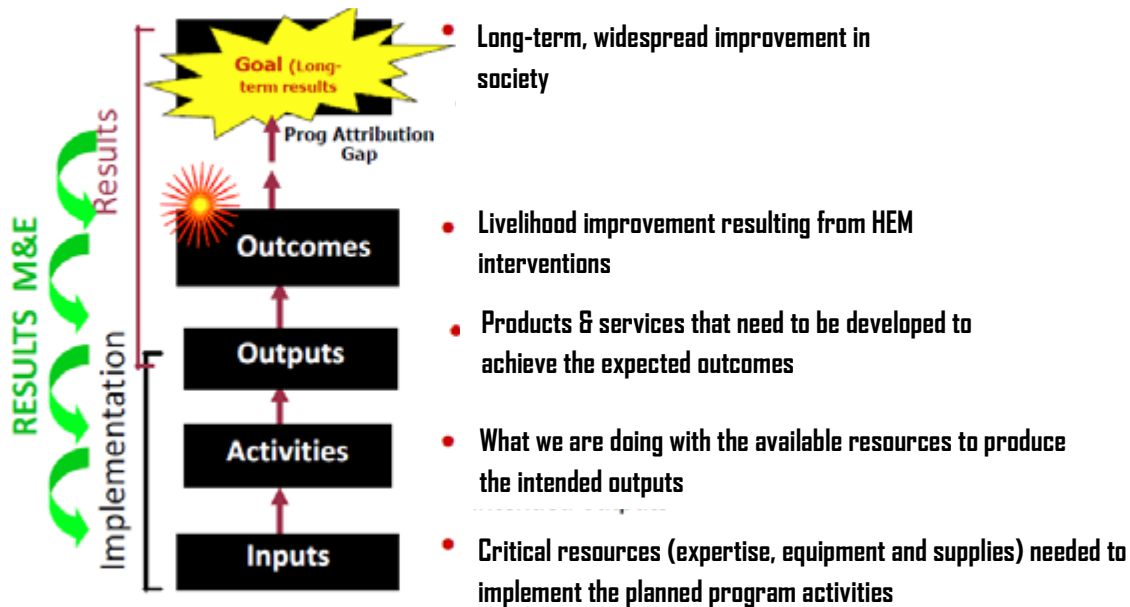 Goal (Long-
term results
Long-term, widespread improvement in
society
Prog Attribution
Gap
Results
RESULTS M&E
Implementation
Outcomes
Livelihood improvement resulting from HEM
interventions
Outputs
Products & services that need to be developed to
achieve the expected outcomes
Activities
What we are doing with the available resources to produce
the intended outputs
Inputs
Critical resources (expertise, equipment and supplies) needed to
implement the planned program activities